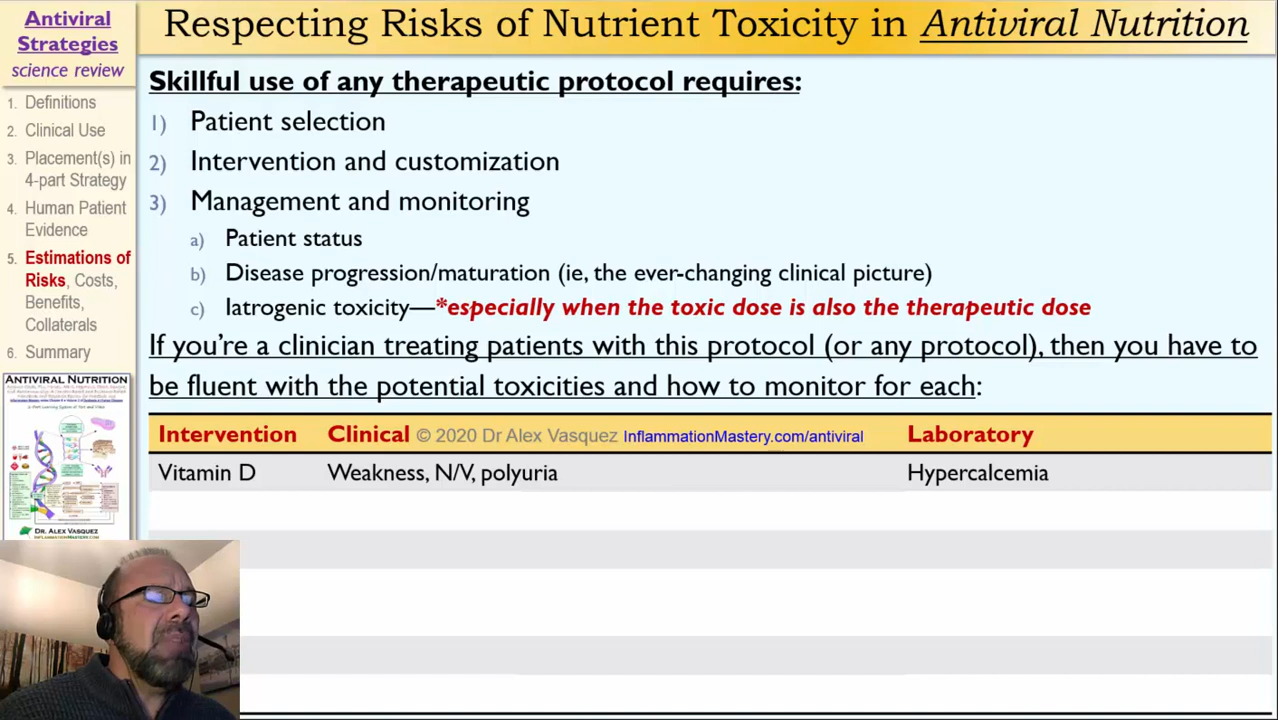 Antiviral
Strategies
science review
1. Definitions
2. Clinical Use
3. Placement(s) in
4-part Strategy
4. Human Patient
Evidence
5. Estimations of
Risks, Costs,
Benefits,
Collaterals
6. Summary
ANTIVIRAL NUTRITION
DR. ALEX VASQUEZ
INFLAMMATIONMASTERY.COM
Respecting Risks of Nutrient Toxicity in Antiviral Nutrition
Skillful use of any therapeutic protocol requires:
1) Patient selection
2) Intervention and customization
3) Management and monitoring
a) Patient status
b) Disease progression/maturation (ie, the ever-changing clinical picture)
c) Iatrogenic toxicity—*especially when the toxic dose is also the therapeutic dose
If you’re a clinician treating patients with this protocol (or any protocol), then you have to
be fluent with the potential toxicities and how to monitor for each:
Intervention Clinical © 2020 Dr Alex Vasquez InflammationMastery.com/antiviral Laboratory
Vitamin D Weakness, N/V, polyuria Hypercalcemia